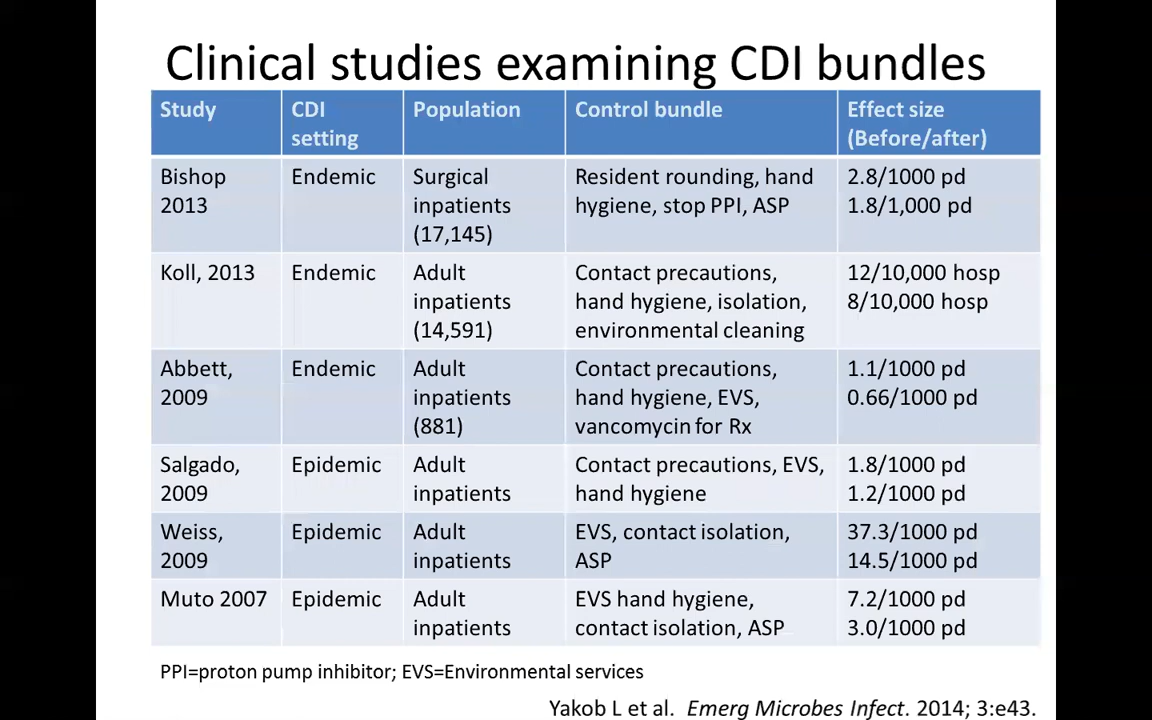 Clinical studies examining CDI bundles
Study
CDI
setting
Population
Control bundle
Effect size
(Before/after)
Bishop
2013
Endemic
Surgical
inpatients
(17,145)
Resident rounding, hand
hygiene, stop PPI, ASP
2.8/1000 pd
1.8/1,000 pd
Koll, 2013
Endemic
Adult
inpatients
(14,591)
Contact precautions,
hand hygiene, isolation,
environmental cleaning
12/10,000 hosp
8/10,000 hosp
Abbett,
2009
Endemic
Adult
inpatients
(881)
Contact precautions,
hand hygiene, EVS,
vancomycin for Rx
1.1/1000 pd
0.66/1000 pd
Salgado,
2009
Epidemic
Adult
inpatients
Contact precautions, EVS,
hand hygiene
1.8/1000 pd
1.2/1000 pd
Weiss,
2009
Epidemic
Adult
inpatients
EVS, contact isolation,
ASP
37.3/1000 pd
14.5/1000 pd
Muto 2007
Epidemic
Adult
inpatients
EVS hand hygiene,
contact isolation, ASP
7.2/1000 pd
3.0/1000 pd
PPI=proton pump inhibitor; EVS=Environmental services
Yakob L et al. Emerg Microbes Infect. 2014; 3:e43.